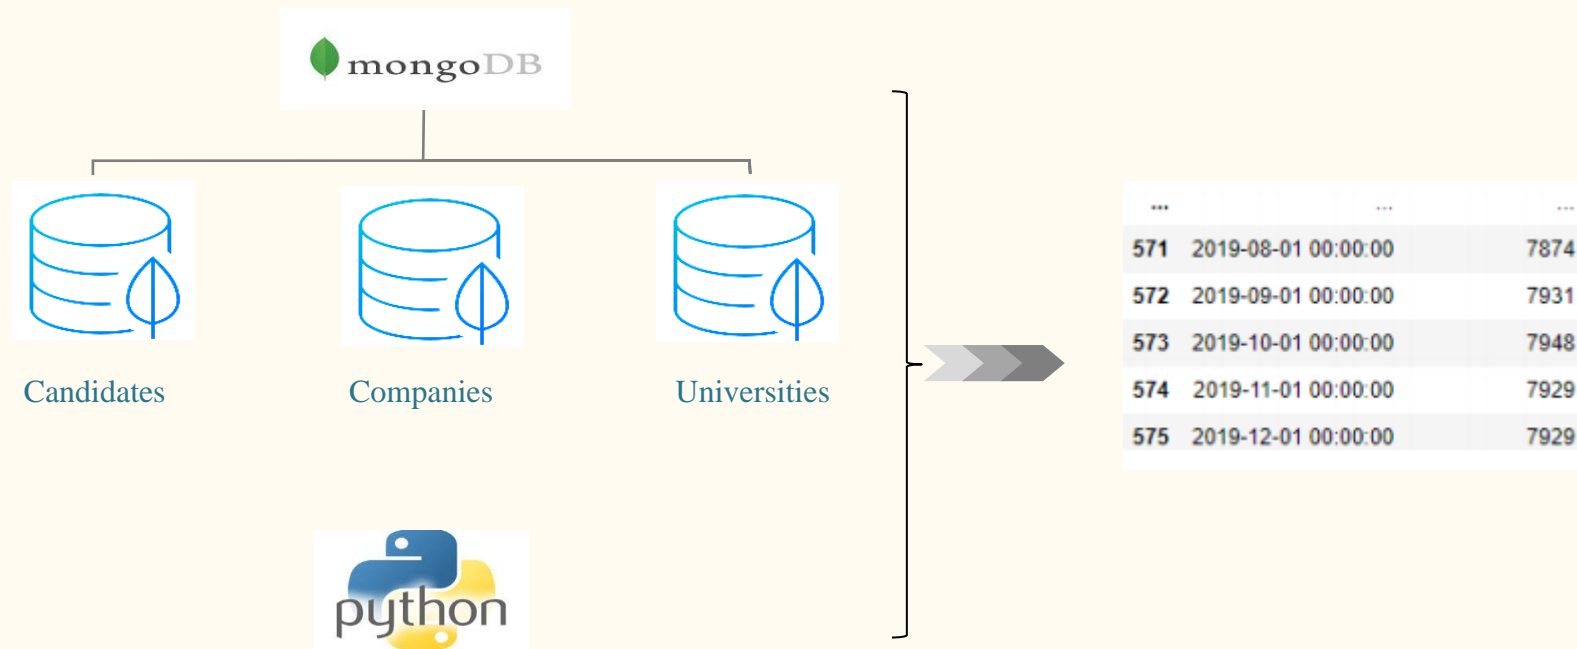 mongoDB
Candidates
Companies
Universities
python
... ... ...
571 2019-08-01 00:00:00 7874
572 2019-09-01 00:00:00 7931
573 2019-10-01 00:00:00 7948
574 2019-11-01 00:00:00 7929
575 2019-12-01 00:00:00 7929